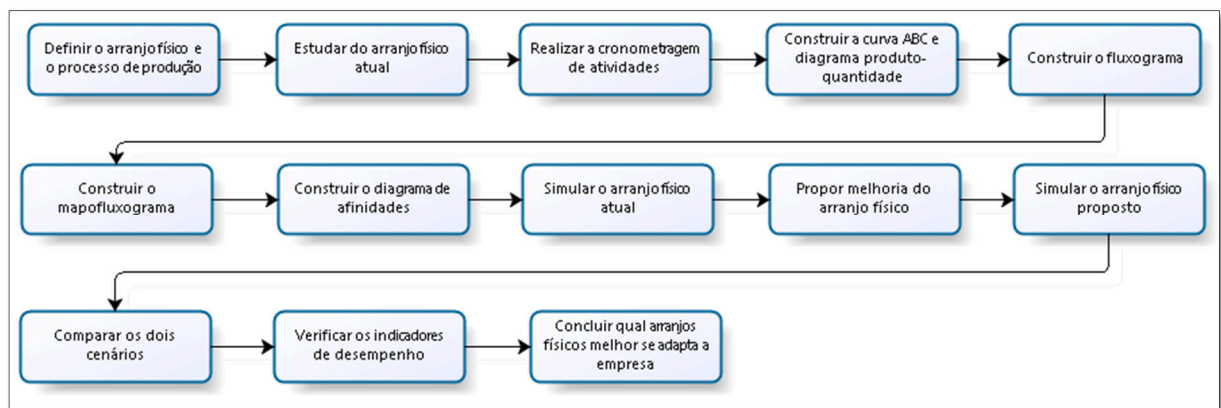 Definir o arranjo físico e
o processo de produção
Estudar do arranjo físico
atual
Realizar a cronometragem
de atividades
Construir a curva ABC e
diagrama produto-
quantidade
Construir o fluxograma
Construir o
mapofluxograma
Construir o diagrama de
afinidades
Simular o arranjo físico
atual
Propor melhoria do
arranjo físico
Simular o arranjo físico
proposto
Comparar os dois
cenários
Verificar os indicadores
de desempenho
Concluir qual arranjos
físicos melhor se adapta a
empresa